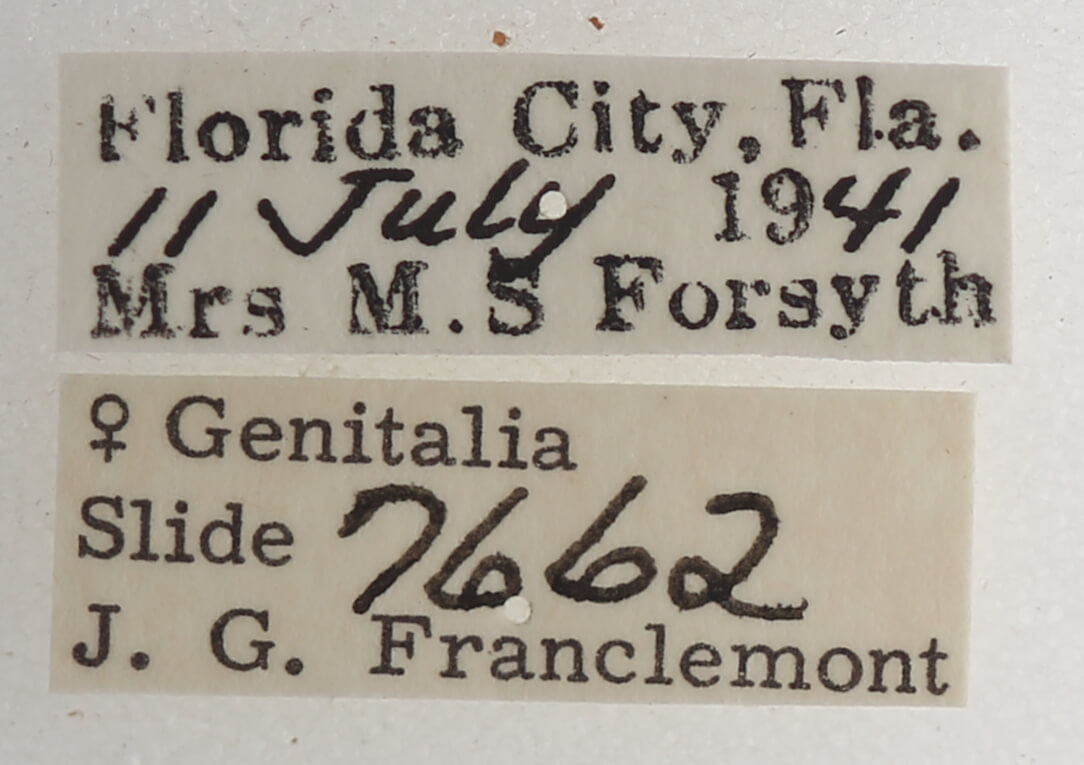 Florida City, Fla.
11 July 1941
Mrs M.S Forsyth
♀ Genitalia
Slide 7662
J. G. Franclemont